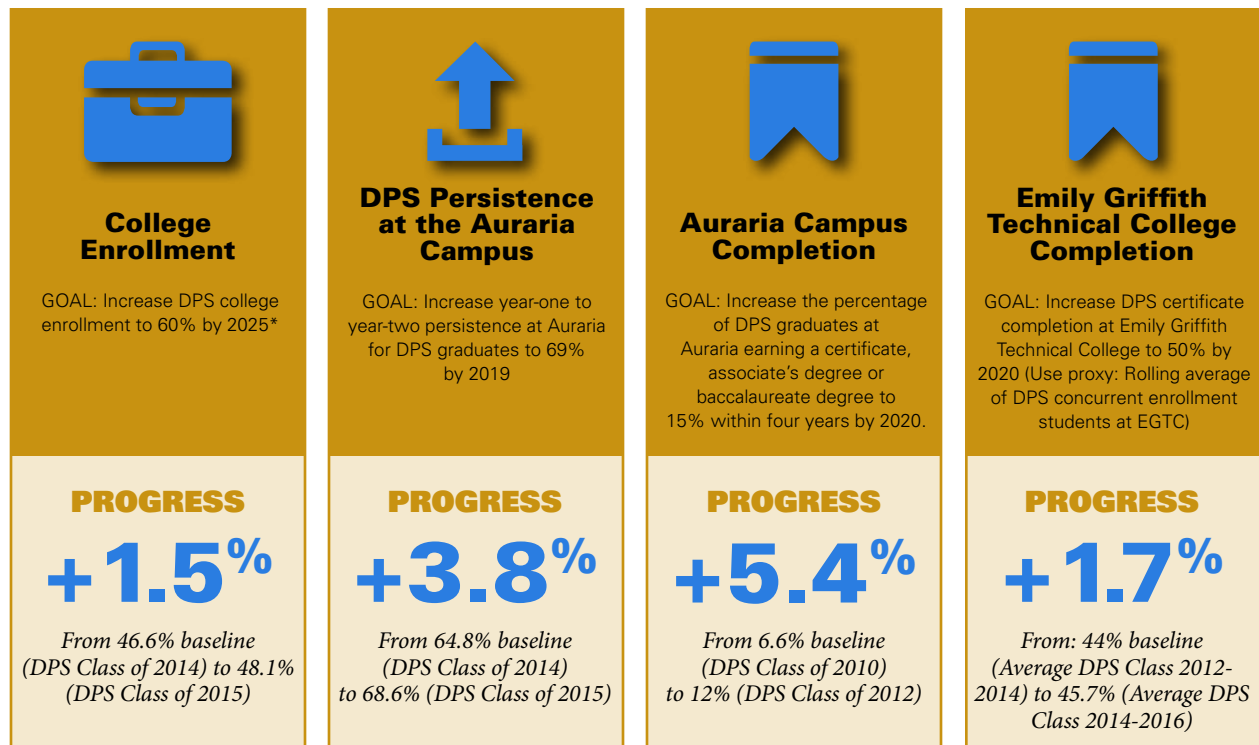 College
Enrollment
GOAL: Increase DPS college
enrollment to 60% by 2025*
PROGRESS
+1.5%
From 46.6% baseline
(DPS Class of 2014) to 48.1%
(DPS Class of 2015)
DPS Persistence
at the Auraria
Campus
GOAL: Increase year-one to
year-two persistence at Auraria
for DPS graduates to 69%
by 2019
PROGRESS
+3.8%
From 64.8% baseline
(DPS Class of 2014)
to 68.6% (DPS Class of 2015)
Auraria Campus
Completion
GOAL: Increase the percentage
of DPS graduates at
Auraria earning a certificate,
associate's degree or
baccalaureate degree to
15% within four years by 2020.
PROGRESS
+5.4%
From 6.6% baseline
(DPS Class of 2010)
to 12% (DPS Class of 2012)
Emily Griffith
Technical College
Completion
GOAL: Increase DPS certificate
completion at Emily Griffith
Technical College to 50% by
2020 (Use proxy: Rolling average
of DPS concurrent enrollment
students at EGTC)
PROGRESS
+1.7%
From: 44% baseline
(Average DPS Class 2012-
2014) to 45.7% (Average DPS
Class 2014-2016)